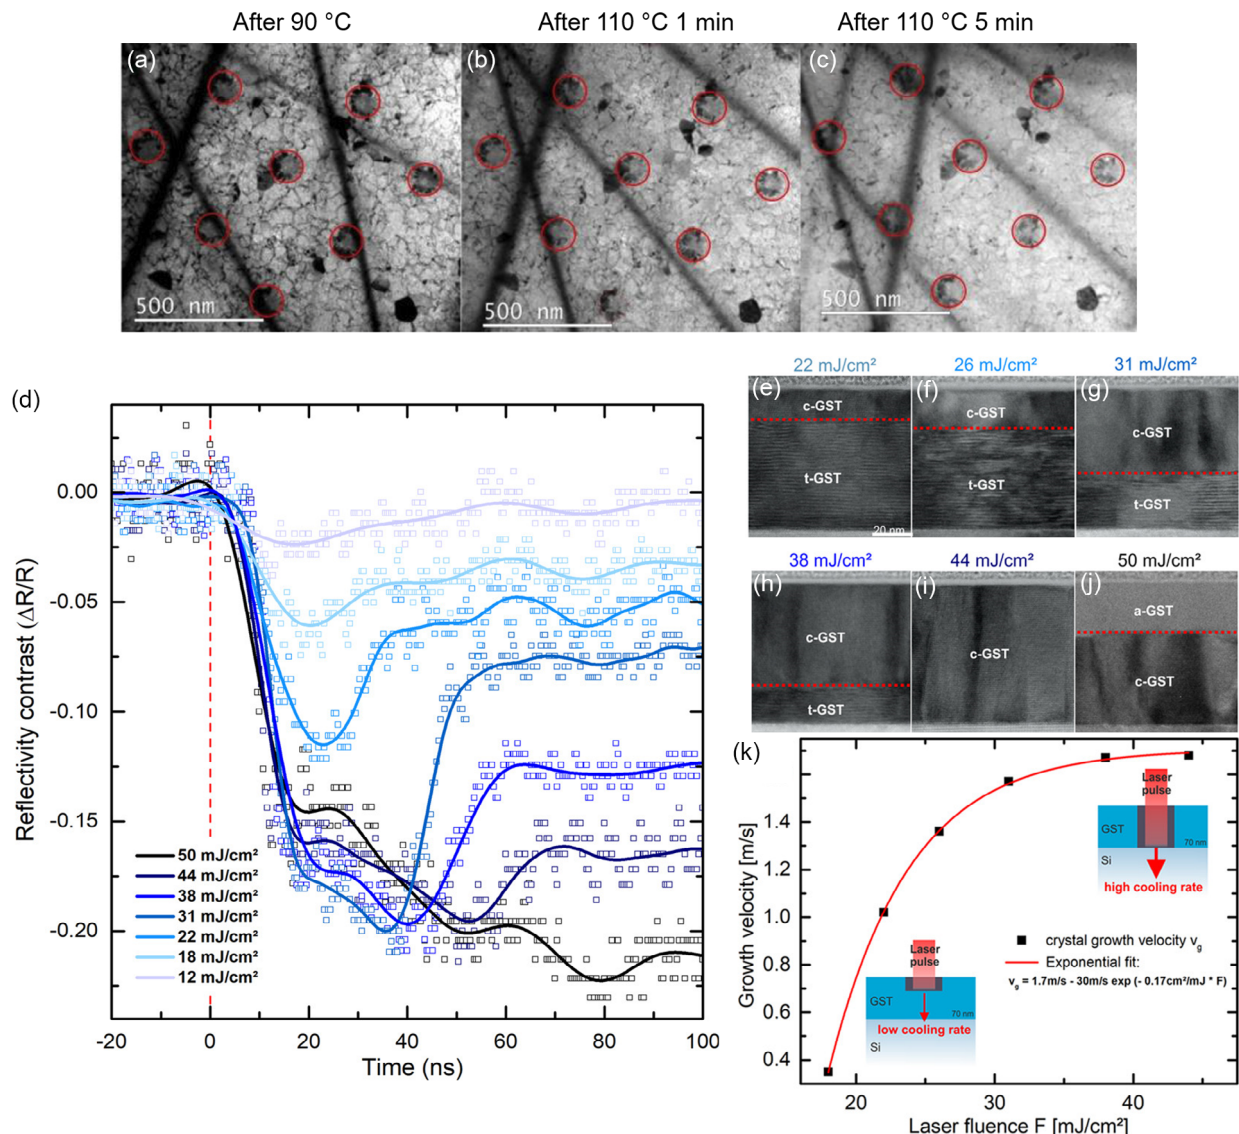 After 90 °C
After 110 °C 1 min
After 110 °C 5 min
(a)
500 nm
(b)
500 nm
(c)
500 nm
(d)
Reflectivity contrast (ΔR/R)
0.00
-0.05
-0.10
-0.15
-0.20
50 mJ/cm²
44 mJ/cm²
38 mJ/cm²
31 mJ/cm²
22 mJ/cm²
18 mJ/cm²
12 mJ/cm²
-20 0 20 40 60 80 100
Time (ns)
22 mJ/cm²
26 mJ/cm²
31 mJ/cm²
(e)
c-GST
t-GST
20 nm
(f)
c-GST
t-GST
(g)
c-GST
t-GST
38 mJ/cm²
44 mJ/cm²
50 mJ/cm²
(h)
c-GST
t-GST
(i)
c-GST
(j)
a-GST
c-GST
(k)
Growth velocity [m/s]
1.4
1.2
1.0
0.8
0.6
0.4
Laser
pulse
GST
70 nm
Si
high cooling rate
crystal growth velocity vg
Exponential fit:
vg = 1.7m/s - 30m/s exp (- 0.17cm²/mJ * F)
Laser
pulse
GST
70 nm
low cooling rate
Si
20 30 40
Laser fluence F [mJ/cm²]